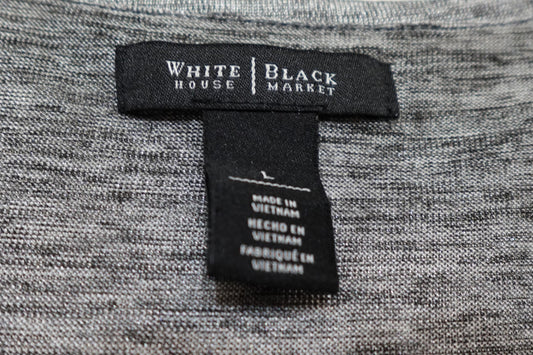 WHITE | BLACK
HOUSE | MARKET
L
MADE IN
VIETNAM
HECHO EN
VIETNAM
FABRIQUÉ EN
VIETNAM